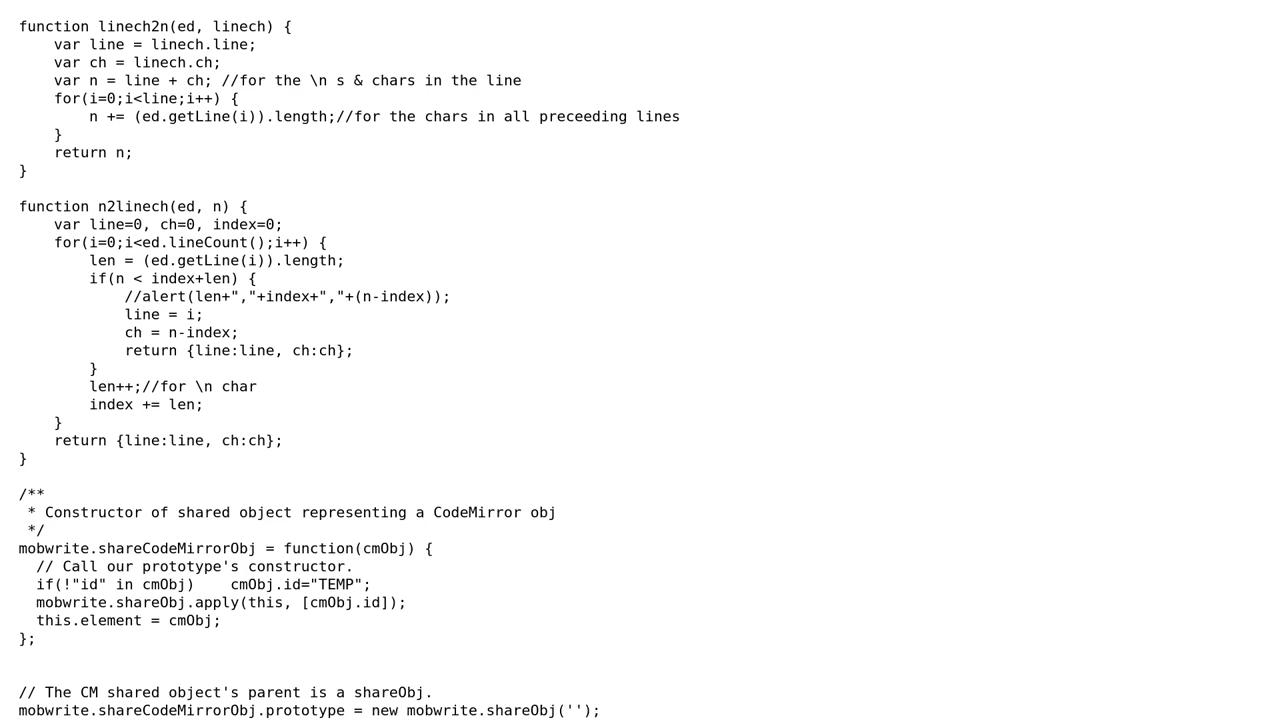 function linech2n(ed, linech) {
    var line = linech.line;
    var ch = linech.ch;
    var n = line + ch; //for the \n s & chars in the line
    for(i=0;i<line;i++) {
        n += (ed.getLine(i)).length;//for the chars in all preceeding lines
    }
    return n;
}

function n2linech(ed, n) {
    var line=0, ch=0, index=0;
    for(i=0;i<ed.lineCount();i++) {
        len = (ed.getLine(i)).length;
        if(n < index+len) {
            //alert(len+","+index+","+(n-index));
            line = i;
            ch = n-index;
            return {line:line, ch:ch};
        }
        len++;//for \n char
        index += len;
    }
    return {line:line, ch:ch};
}

/**
 * Constructor of shared object representing a CodeMirror obj
 */
mobwrite.shareCodeMirrorObj = function(cmObj) {
  // Call our prototype's constructor.
  if(!"id" in cmObj)    cmObj.id="TEMP";
  mobwrite.shareObj.apply(this, [cmObj.id]);
  this.element = cmObj;
};


// The CM shared object's parent is a shareObj.
mobwrite.shareCodeMirrorObj.prototype = new mobwrite.shareObj('');